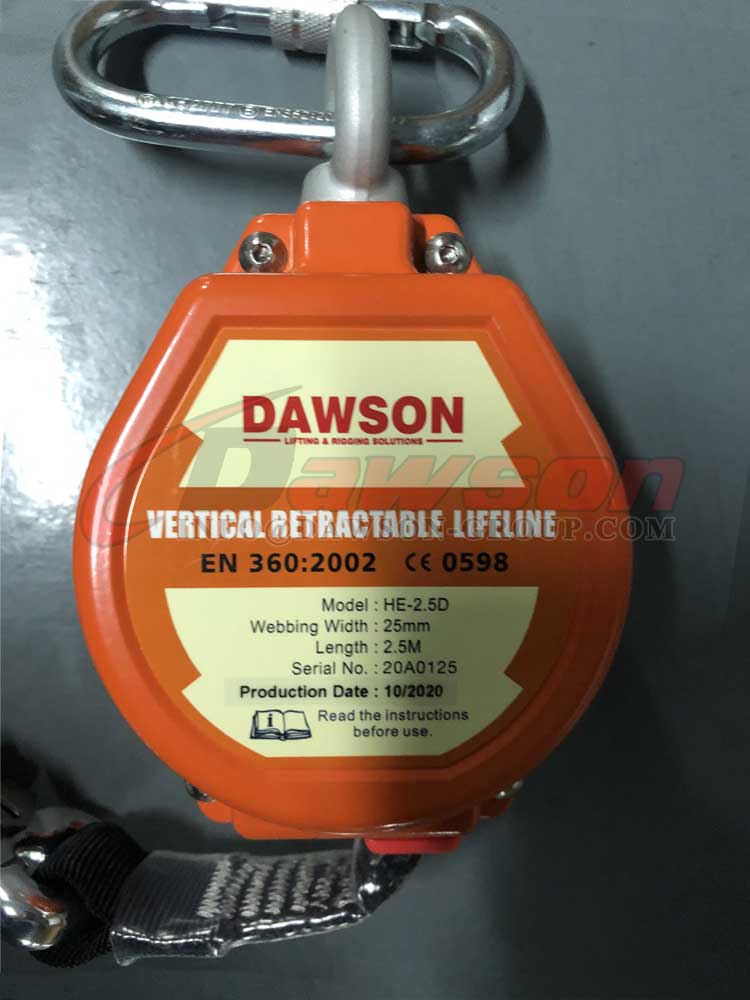 DAWSON
LIFTING & RIGGING SOLUTIONS
Dawson
VERTICAL RETRACTABLE LIFELINE
EN 360:2002 CE 0598
Model : HE-2.5D
Webbing Width : 25mm
Length : 2.5M
Serial No. : 20A0125
Production Date : 10/2020
i
Read the instructions
before use.